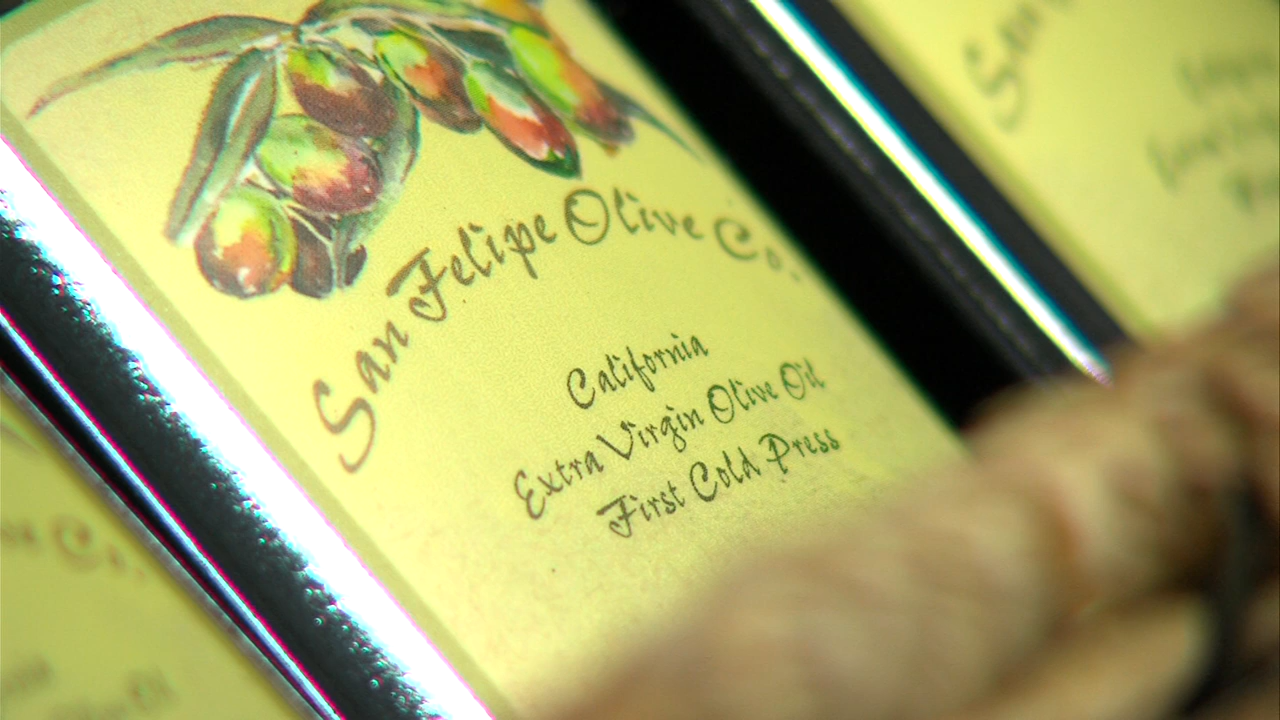 San Felipe Olive Co.
California
Extra Virgin Olive Oil
First Cold Press